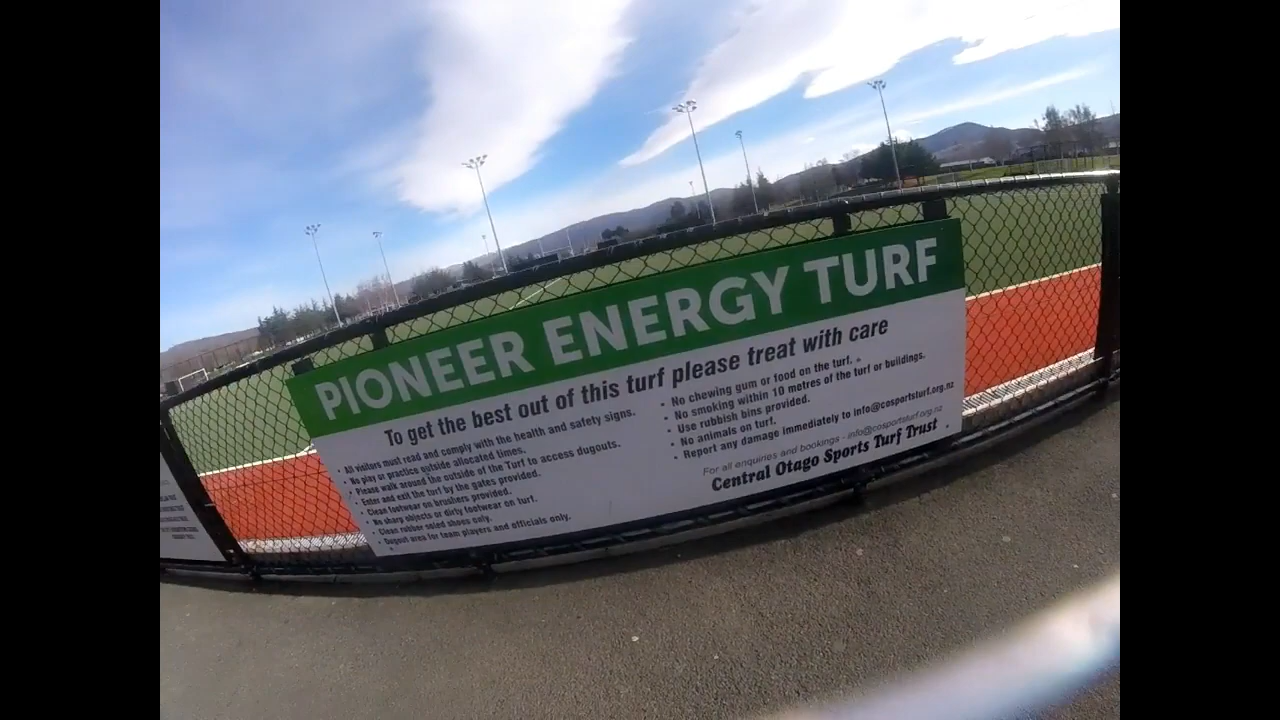 PIONEER ENERGY TURF
To get the best out of this turf please treat with care
• All visitors must read and comply with the health and safety signs.
• No play or practice outside allocated times.
• Please walk around the outside of the Turf to access dugouts.
• Enter and exit the turf by the gates provided.
• Clean footwear on brushers provided.
• No sharp objects or dirty footwear on turf.
• Clean rubber soled shoes only.
• Dugout area for team players and officials only.
• No chewing gum or food on the turf.
• No smoking within 10 metres of the turf or buildings.
• Use rubbish bins provided.
• No animals on turf.
• Report any damage immediately to info@cosportsturf.org.nz
For all enquiries and bookings - info@cosportsturf.org.nz
Central Otago Sports Turf Trust